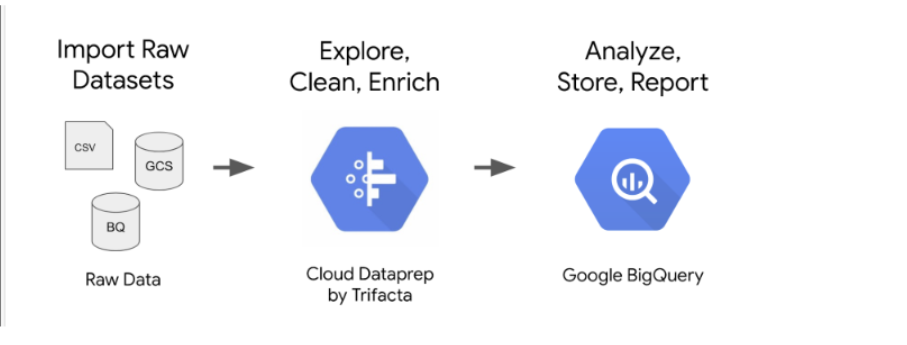 Import Raw
Datasets
CSV
GCS
BQ
Raw Data
Explore,
Clean, Enrich
Cloud Dataprep
by Trifacta
Analyze,
Store, Report
Google BigQuery